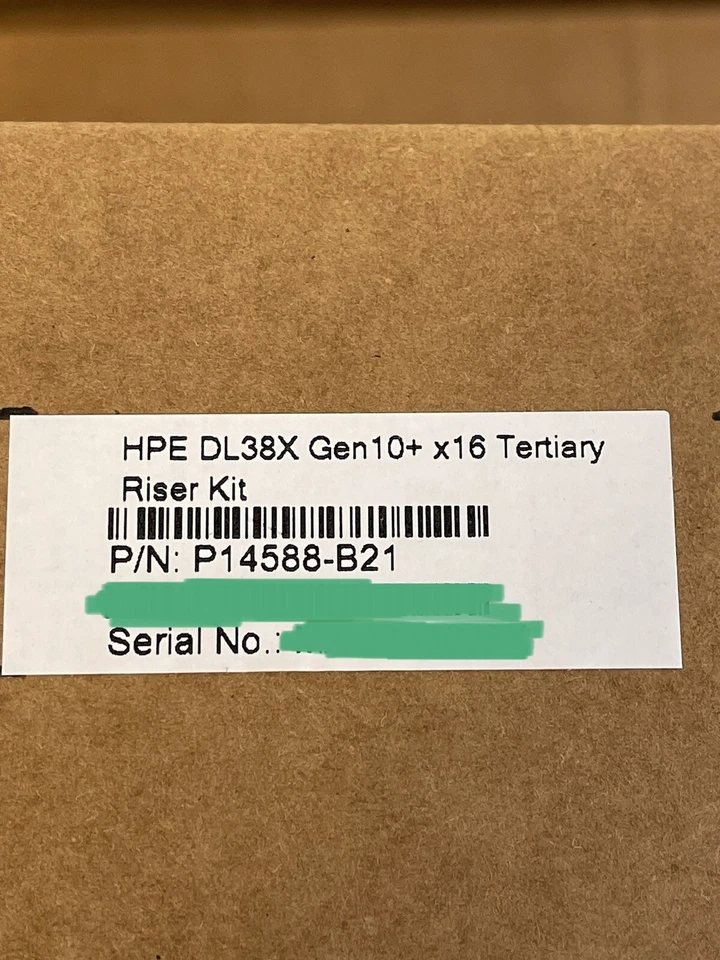 HPE DL38X Gen10+ x16 Tertiary
Riser Kit
P/N: P14588-B21
Serial No.: